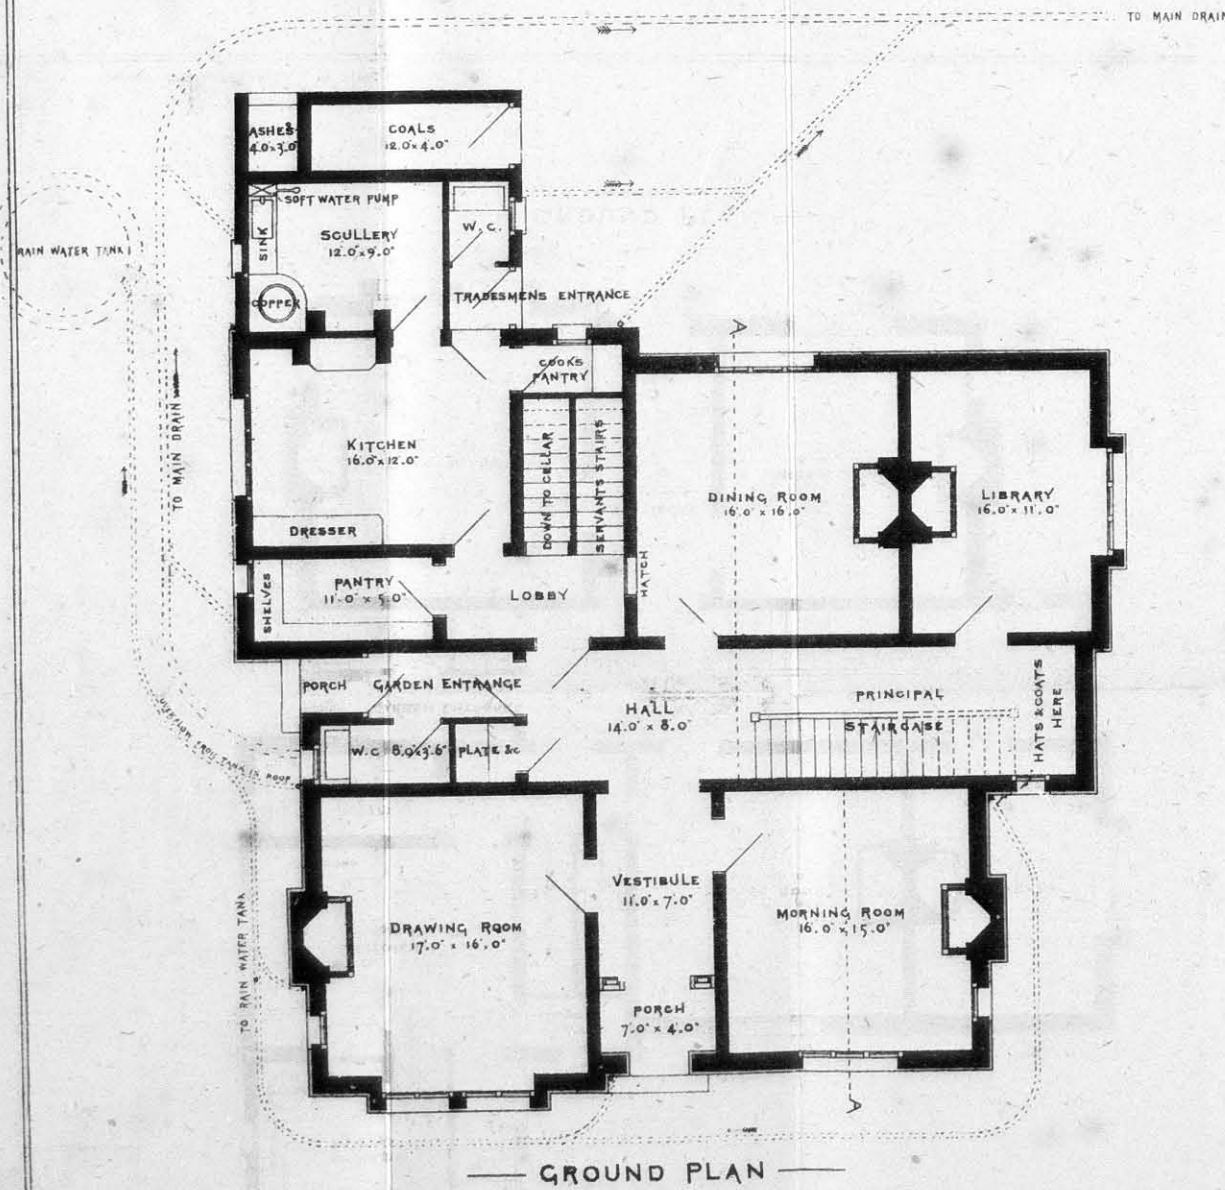 TO MAIN DRAIN
ASHES
4.0" x 3.0"
COALS
12.0" x 4.0"
SOFT WATER PUMP
SINK
SCULLERY
12.0" x 9.0"
W.C.
RAIN WATER TANK
COPPER
TRADESMENS ENTRANCE
A
COOKS
PANTRY
TO MAIN DRAIN
KITCHEN
16.0" x 12.0"
DOWN TO CELLAR
SERVANTS STAIRS
DINING ROOM
16.0" x 16.0"
LIBRARY
16.0" x 11.0"
DRESSER
HATCH
SHELVES
PANTRY
11.0" x 5.0"
LOBBY
PORCH
GARDEN ENTRANCE
HALL
14.0" x 8.0"
PRINCIPAL
STAIRCASE
HATS & COATS
HERE
W.C 8.0" x 3.6"
PLATE &c
OVERFLOW FROM TANK IN ROOF
VESTIBULE
11.0" x 7.0"
DRAWING ROOM
17.0" x 16.0"
MORNING ROOM
16.0" x 15.0"
TO RAIN WATER TANK
PORCH
7.0" x 4.0"
A
GROUND PLAN